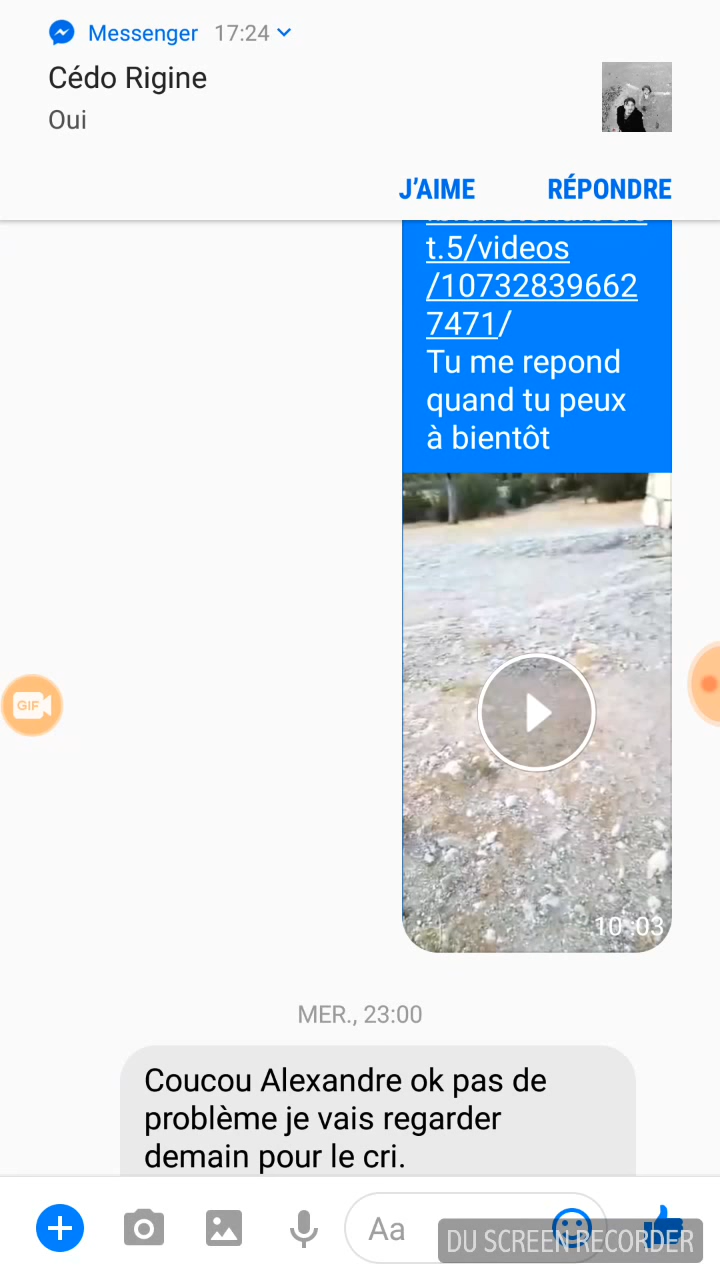 Messenger 17:24
Cédo Rigine
Oui
J'AIME RÉPONDRE
t.5/videos
/10732839662
7471/
Tu me repond
quand tu peux
à bientôt
GIF
10:03
MER., 23:00
Coucou Alexandre ok pas de
problème je vais regarder
demain pour le cri.
Aa
DU SCREEN RECORDER